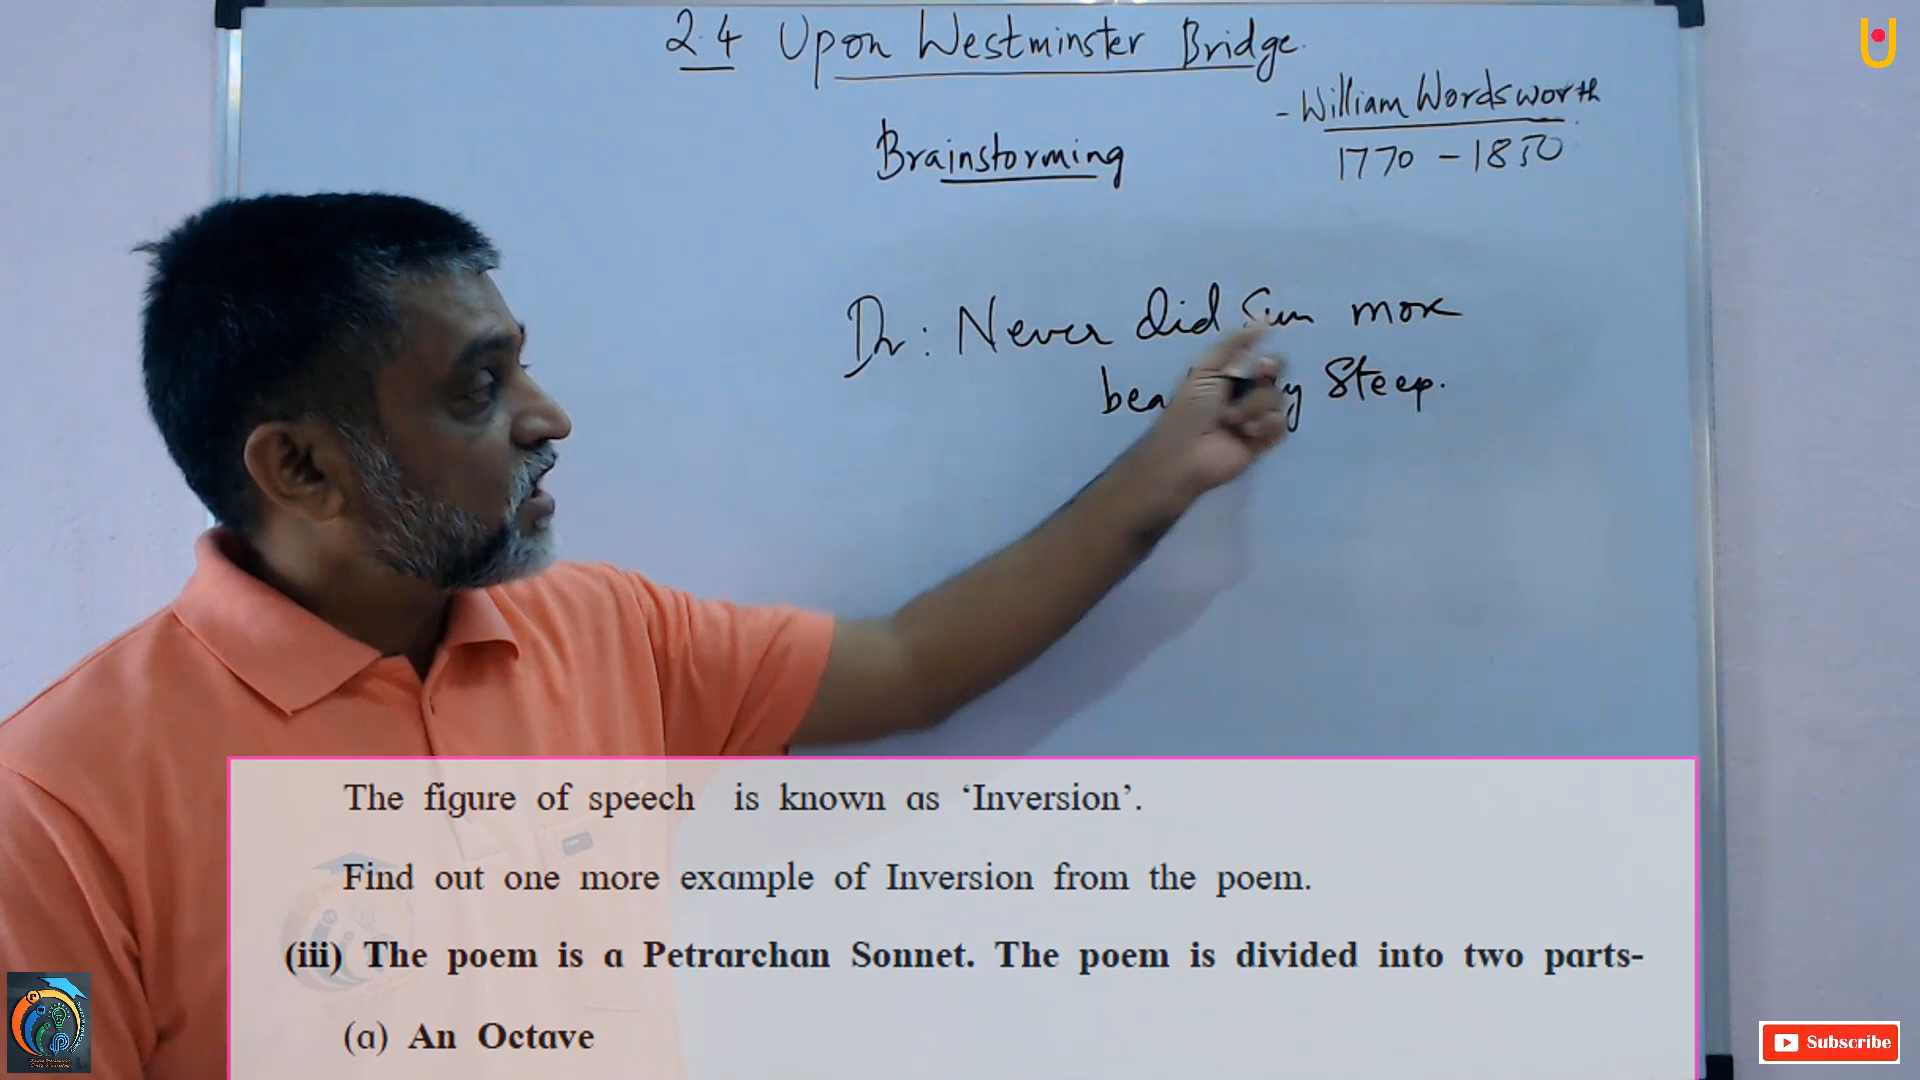 2.4 Upon Westminster Bridge.
- William Wordsworth
1770 - 1850
Brainstorming
: Never did Sun more
Steep.
The figure of speech is known as ‘Inversion’.
Find out one more example of Inversion from the poem.
(iii) The poem is a Petrarchan Sonnet. The poem is divided into two parts-
(a) An Octave
Subscribe